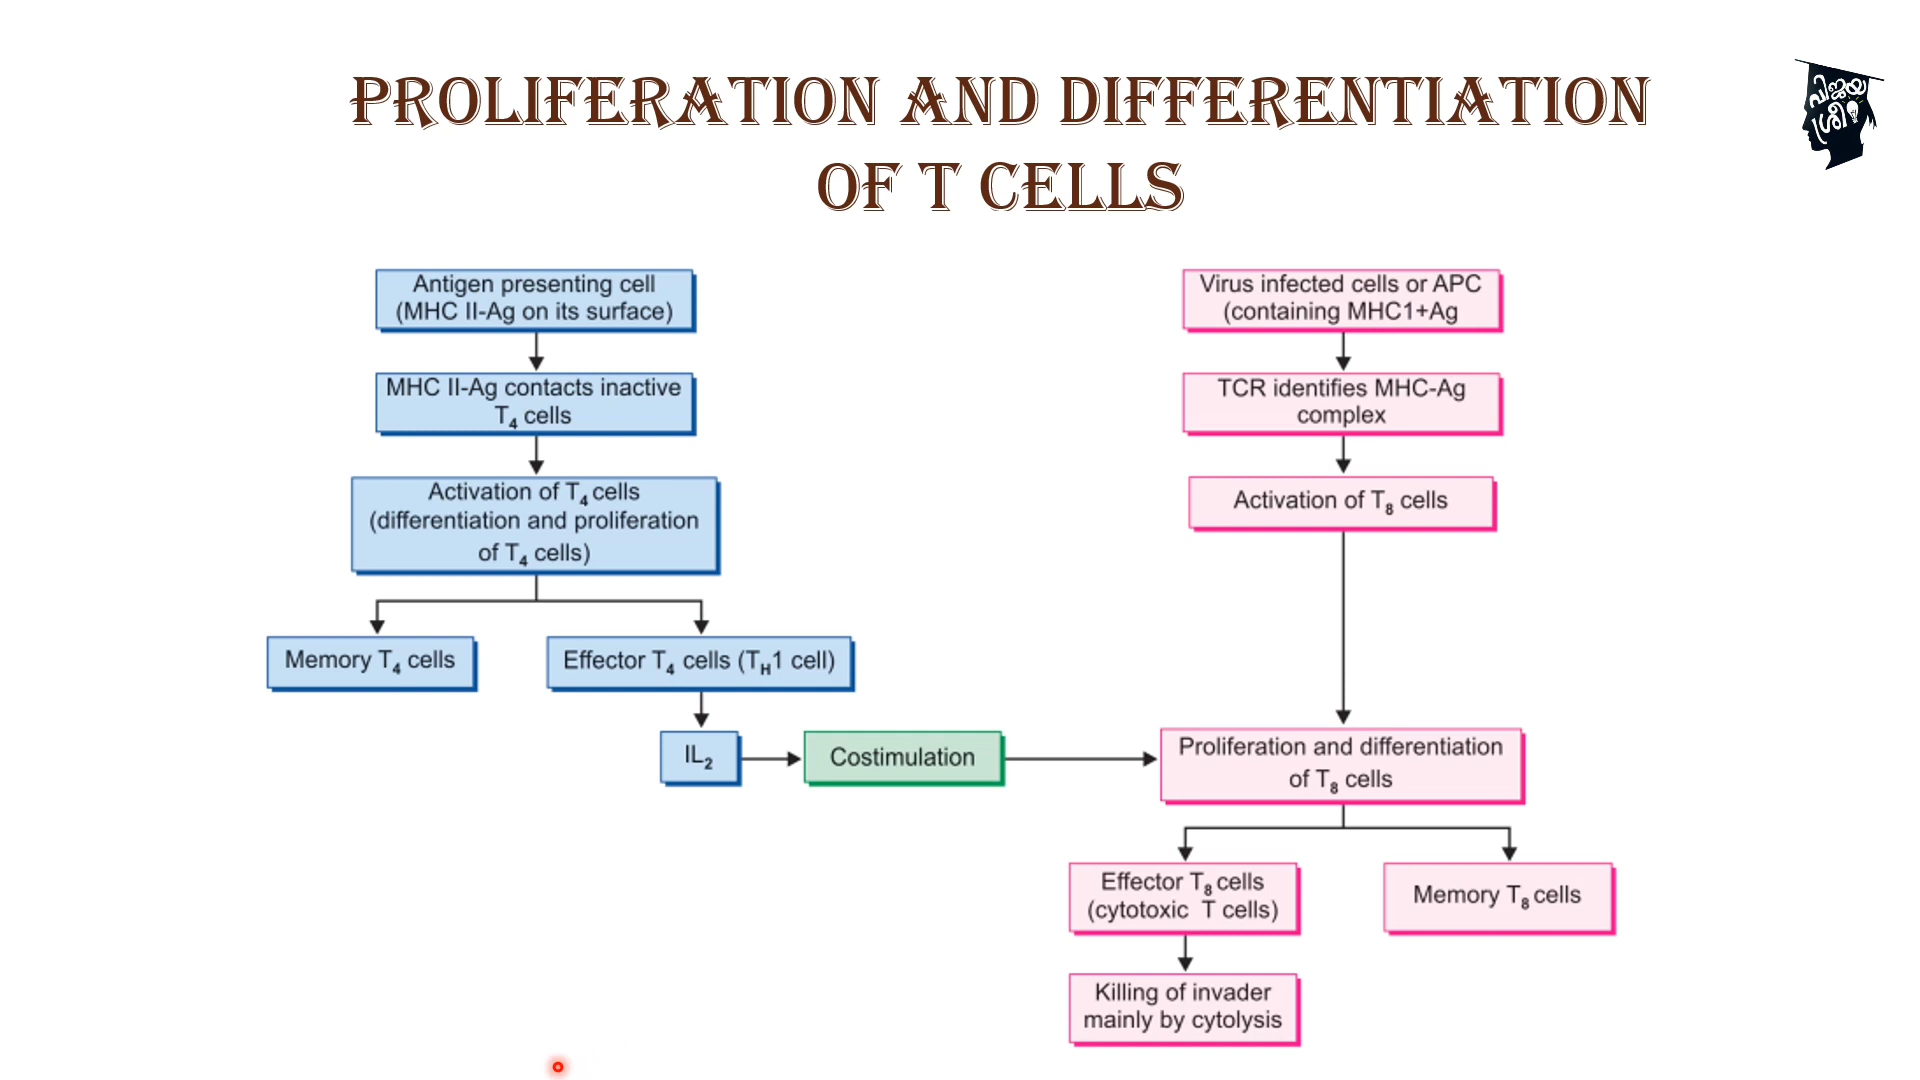 PROLIFERATION AND DIFFERENTIATION
OF T CELLS
വിജയ
ശ്രീ
Antigen presenting cell
(MHC II-Ag on its surface)
MHC II-Ag contacts inactive
T4 cells
Activation of T4 cells
(differentiation and proliferation
of T4 cells)
Memory T4 cells
Effector T4 cells (TH1 cell)
IL2
Costimulation
Virus infected cells or APC
(containing MHC1+Ag
TCR identifies MHC-Ag
complex
Activation of T8 cells
Proliferation and differentiation
of T8 cells
Effector T8 cells
(cytotoxic T cells)
Memory T8 cells
Killing of invader
mainly by cytolysis